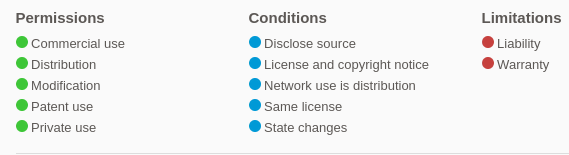 Permissions
Commercial use
Distribution
Modification
Patent use
Private use
Conditions
Disclose source
License and copyright notice
Network use is distribution
Same license
State changes
Limitations
Liability
Warranty